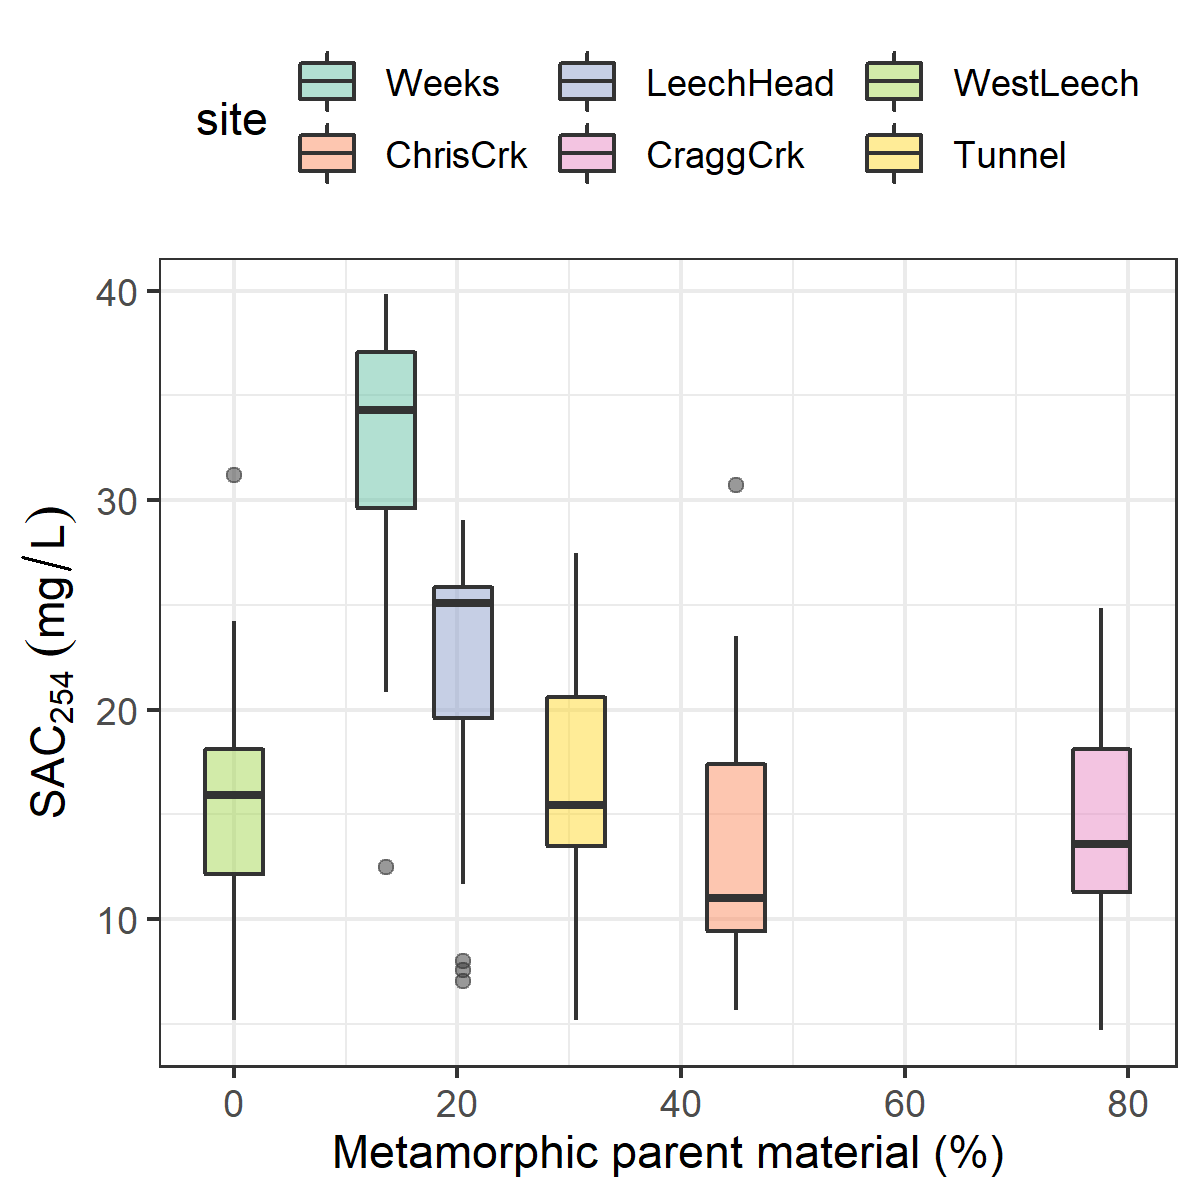 site
Weeks LeechHead WestLeech
ChrisCrk CraggCrk Tunnel
SAC₂₅₄ (mg/L)
40
30
20
10
0 20 40 60 80
Metamorphic parent material (%)